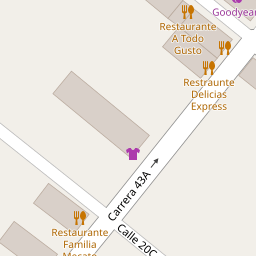 Goodyear
Restaurante
A Todo
Gusto
Restraunte
Delicias
Express
Carrera 43A →
Calle 20C
Restaurante
Familia